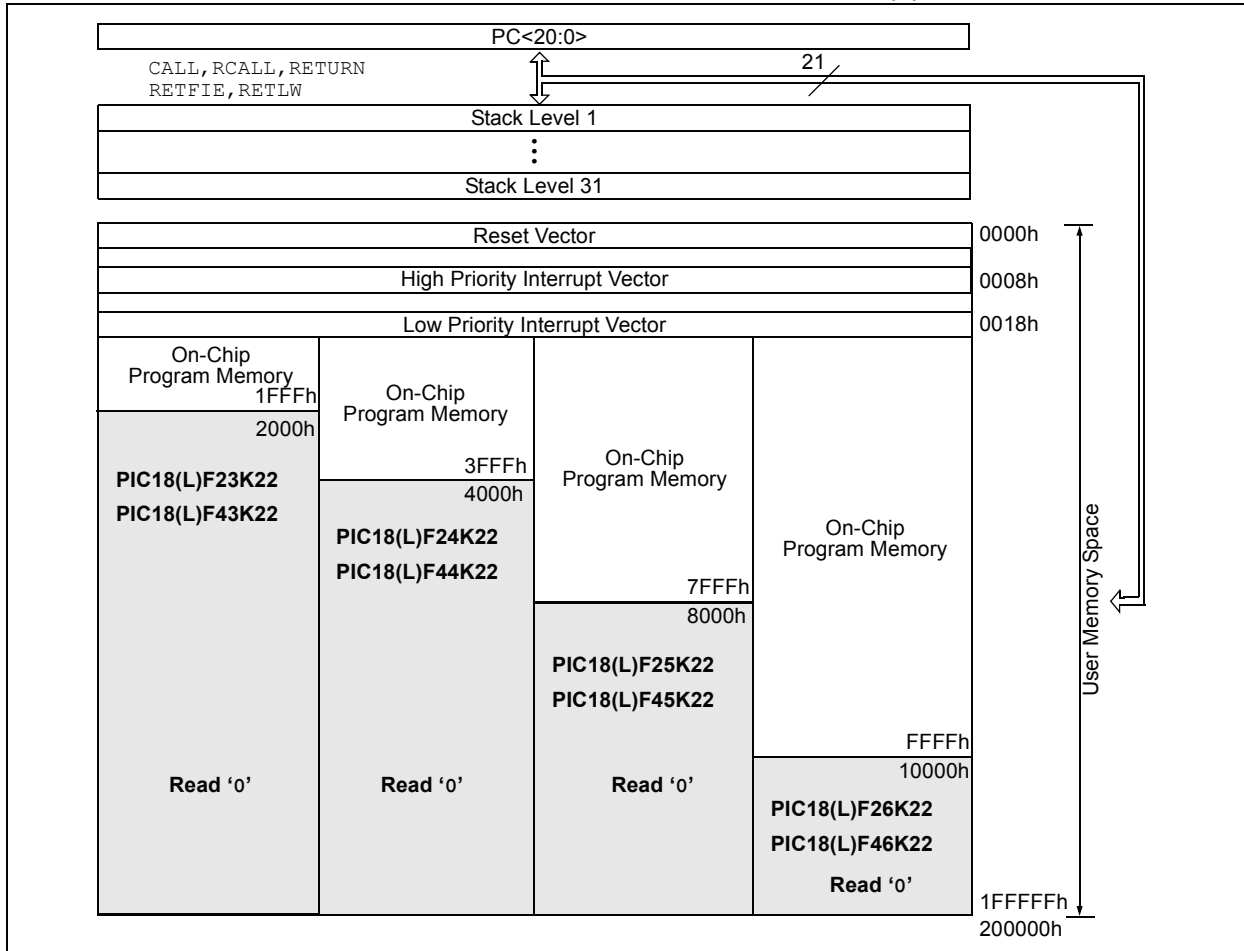 PC<20:0>
21
CALL,RCALL,RETURN
RETFIE,RETLW
Stack Level 1
Stack Level 31
Reset Vector
0000h
High Priority Interrupt Vector
0008h
Low Priority Interrupt Vector
0018h
On-Chip
Program Memory
1FFFh
2000h
PIC18(L)F23K22
PIC18(L)F43K22
Read ‘0’
On-Chip
Program Memory
3FFFh
4000h
PIC18(L)F24K22
PIC18(L)F44K22
Read ‘0’
On-Chip
Program Memory
7FFFh
8000h
PIC18(L)F25K22
PIC18(L)F45K22
Read ‘0’
On-Chip
Program Memory
FFFFh
10000h
PIC18(L)F26K22
PIC18(L)F46K22
Read ‘0’
1FFFFFh
200000h
User Memory Space